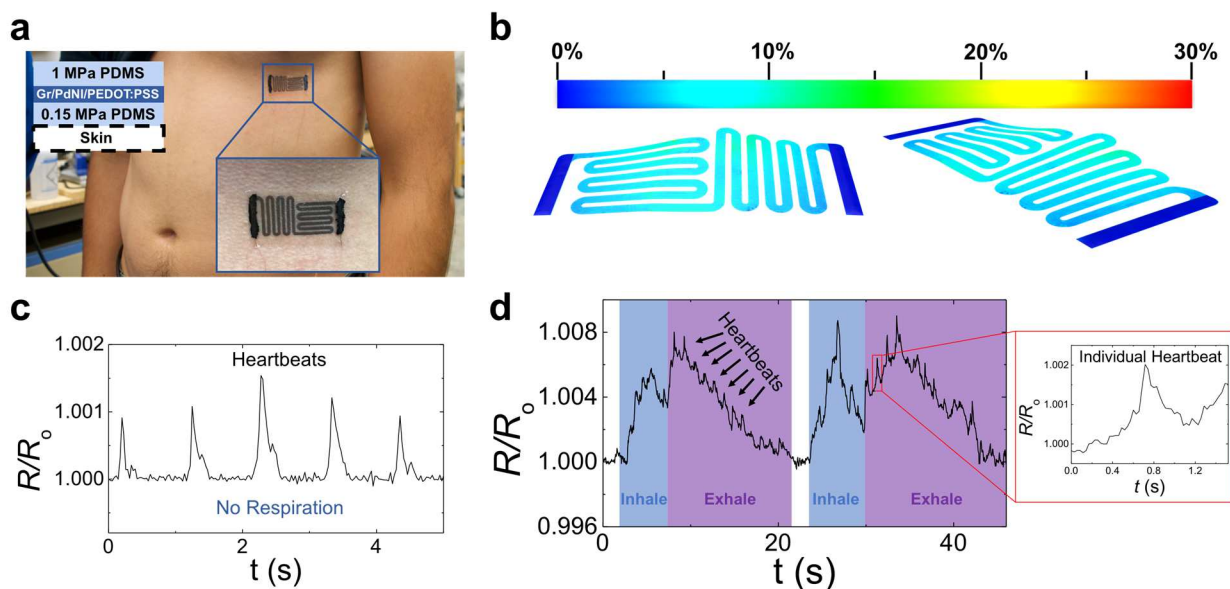 a
1 MPa PDMS
Gr/PdNI/PEDOT:PSS
0.15 MPa PDMS
Skin
b
0% 10% 20% 30%
c
1.002
1.001
1.000
R/Ro
Heartbeats
No Respiration
0 2 4
t (s)
d
1.008
1.004
1.000
0.996
R/Ro
Heartbeats
Inhale Exhale Inhale Exhale
0 20 40
t (s)
Individual Heartbeat
1.002
1.001
1.000
R/Ro
0.0 0.4 0.8 1.2
t (s)